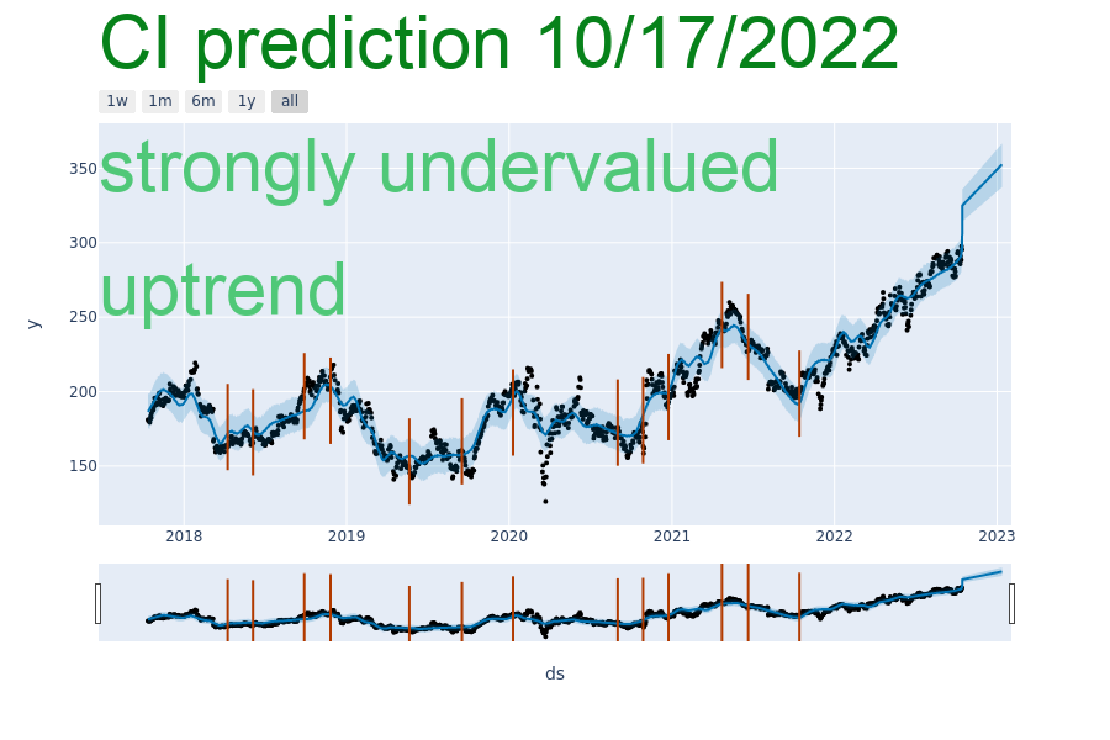 CI prediction 10/17/2022
1w 1m 6m 1y all
strongly undervalued
uptrend
350
300
250
200
150
y
2018 2019 2020 2021 2022 2023
ds